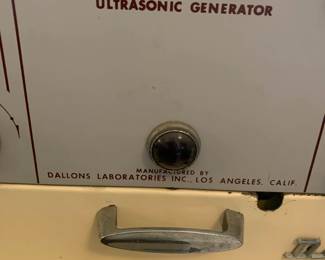 ULTRASONIC GENERATOR
MANUFACTURED BY
DALLONS LABORATORIES INC., LOS ANGELES, CALIF.